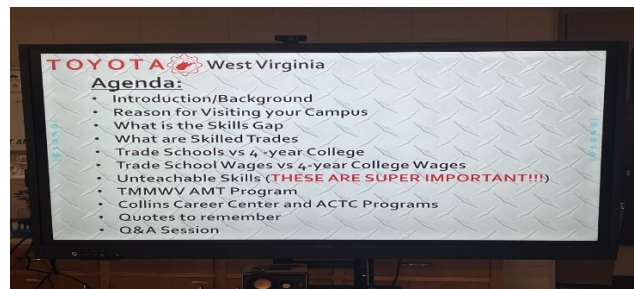 TOYOTA West Virginia
Agenda:
• Introduction/Background
• Reason for Visiting your Campus
• What is the Skills Gap
• What are Skilled Trades
• Trade Schools vs 4-year College
• Trade School Wages vs 4-year College Wages
• Unteachable Skills (THESE ARE SUPER IMPORTANT!!!)
• TMMWV AMT Program
• Collins Career Center and ACTC Programs
• Quotes to remember
• Q&A Session